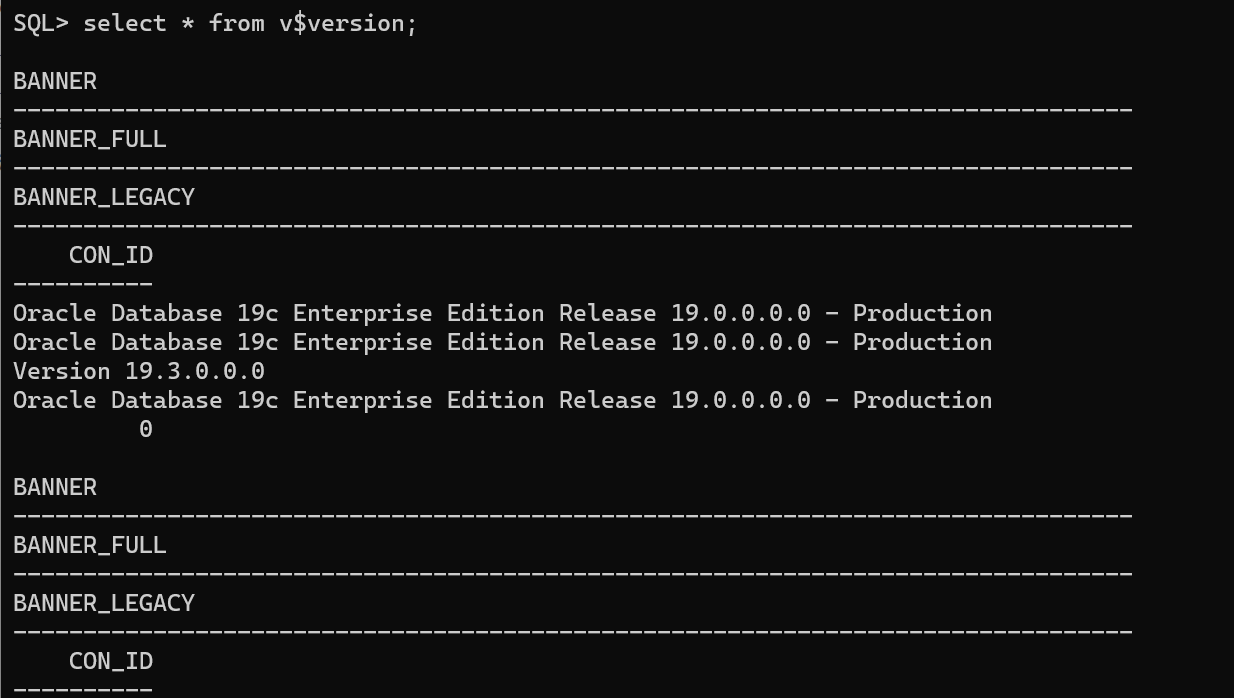 SQL> select * from v$version;

BANNER
--------------------------------------------------------------------------------
BANNER_FULL
--------------------------------------------------------------------------------
BANNER_LEGACY
--------------------------------------------------------------------------------
    CON_ID
----------
Oracle Database 19c Enterprise Edition Release 19.0.0.0.0 - Production
Oracle Database 19c Enterprise Edition Release 19.0.0.0.0 - Production
Version 19.3.0.0.0
Oracle Database 19c Enterprise Edition Release 19.0.0.0.0 - Production
         0

BANNER
--------------------------------------------------------------------------------
BANNER_FULL
--------------------------------------------------------------------------------
BANNER_LEGACY
--------------------------------------------------------------------------------
    CON_ID
----------